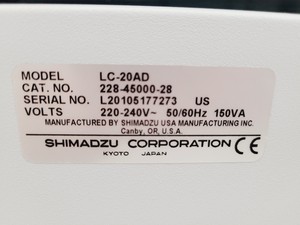 MODEL LC-20AD
CAT. NO. 228-45000-28
SERIAL NO. L20105177273 US
VOLTS 220-240V~ 50/60Hz 150VA
MANUFACTURED BY SHIMADZU USA MANUFACTURING INC.
Canby, OR, U.S.A.
SHIMADZU CORPORATION CE
KYOTO JAPAN